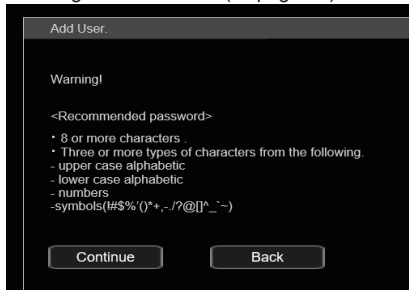 Add User.
Warning!
<Recommended password>
・8 or more characters .
・Three or more types of characters from the following.
- upper case alphabetic
- lower case alphabetic
- numbers
-symbols(!#$%'()*+,-./?@[]^_`~)
Continue
Back